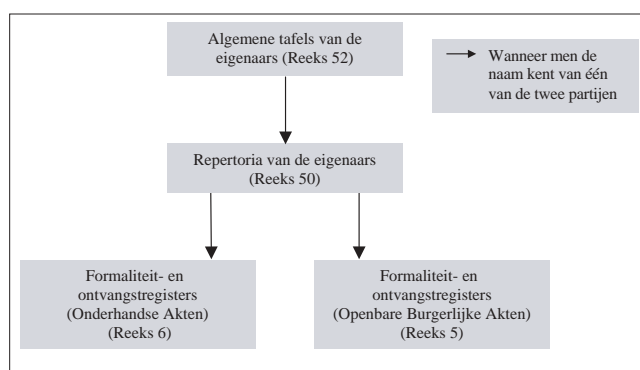 Algemene tafels van de
eigenaars (Reeks 52)
Wanneer men de
naam kent van één
van de twee partijen
Repertoria van de eigenaars
(Reeks 50)
Formaliteit- en
ontvangstregisters
(Onderhandse Akten)
(Reeks 6)
Formaliteit- en
ontvangstregisters
(Openbare Burgerlijke Akten)
(Reeks 5)